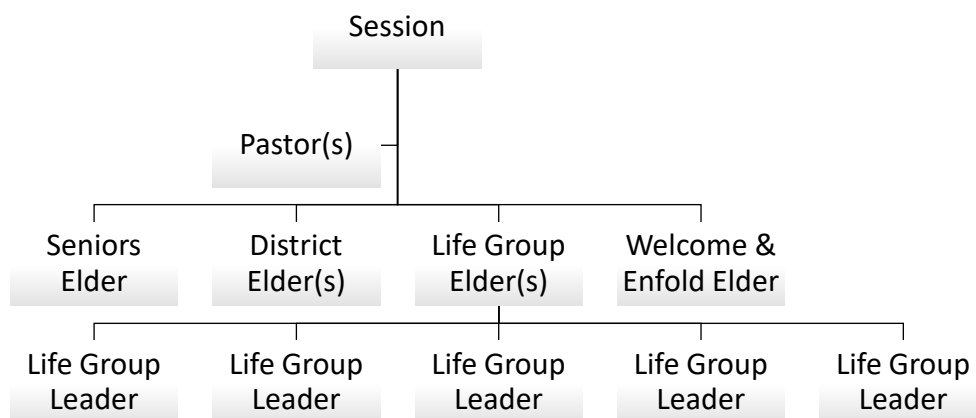 Session
Pastor(s)
Seniors
Elder
District
Elder(s)
Life Group
Elder(s)
Welcome &
Enfold Elder
Life Group
Leader
Life Group
Leader
Life Group
Leader
Life Group
Leader
Life Group
Leader